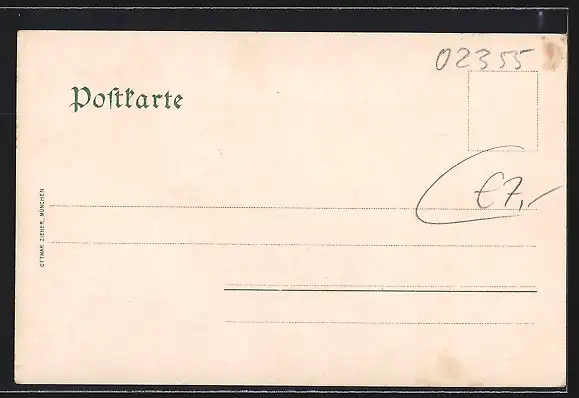 02355
Poſtkarte
€7,-
OTTMAR ZIEHER, MÜNCHEN